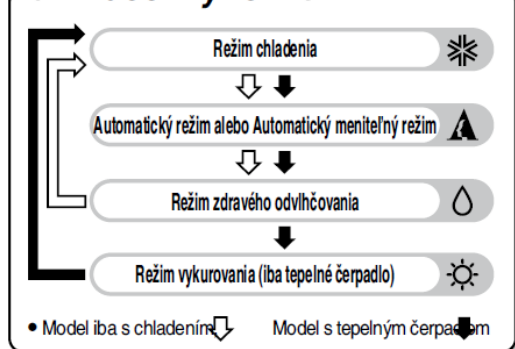 Režim chladenia
Automatický režim alebo Automatický meniteľný režim
Režim zdravého odvlhčovania
Režim vykurovania (iba tepelné čerpadlo)
• Model iba s chladením Model s tepelným